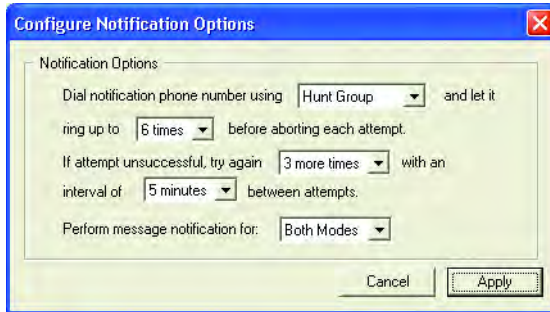 Configure Notification Options
Notification Options
Dial notification phone number using Hunt Group and let it
ring up to 6 times before aborting each attempt.
If attempt unsuccessful, try again 3 more times with an
interval of 5 minutes between attempts.
Perform message notification for: Both Modes
Cancel Apply